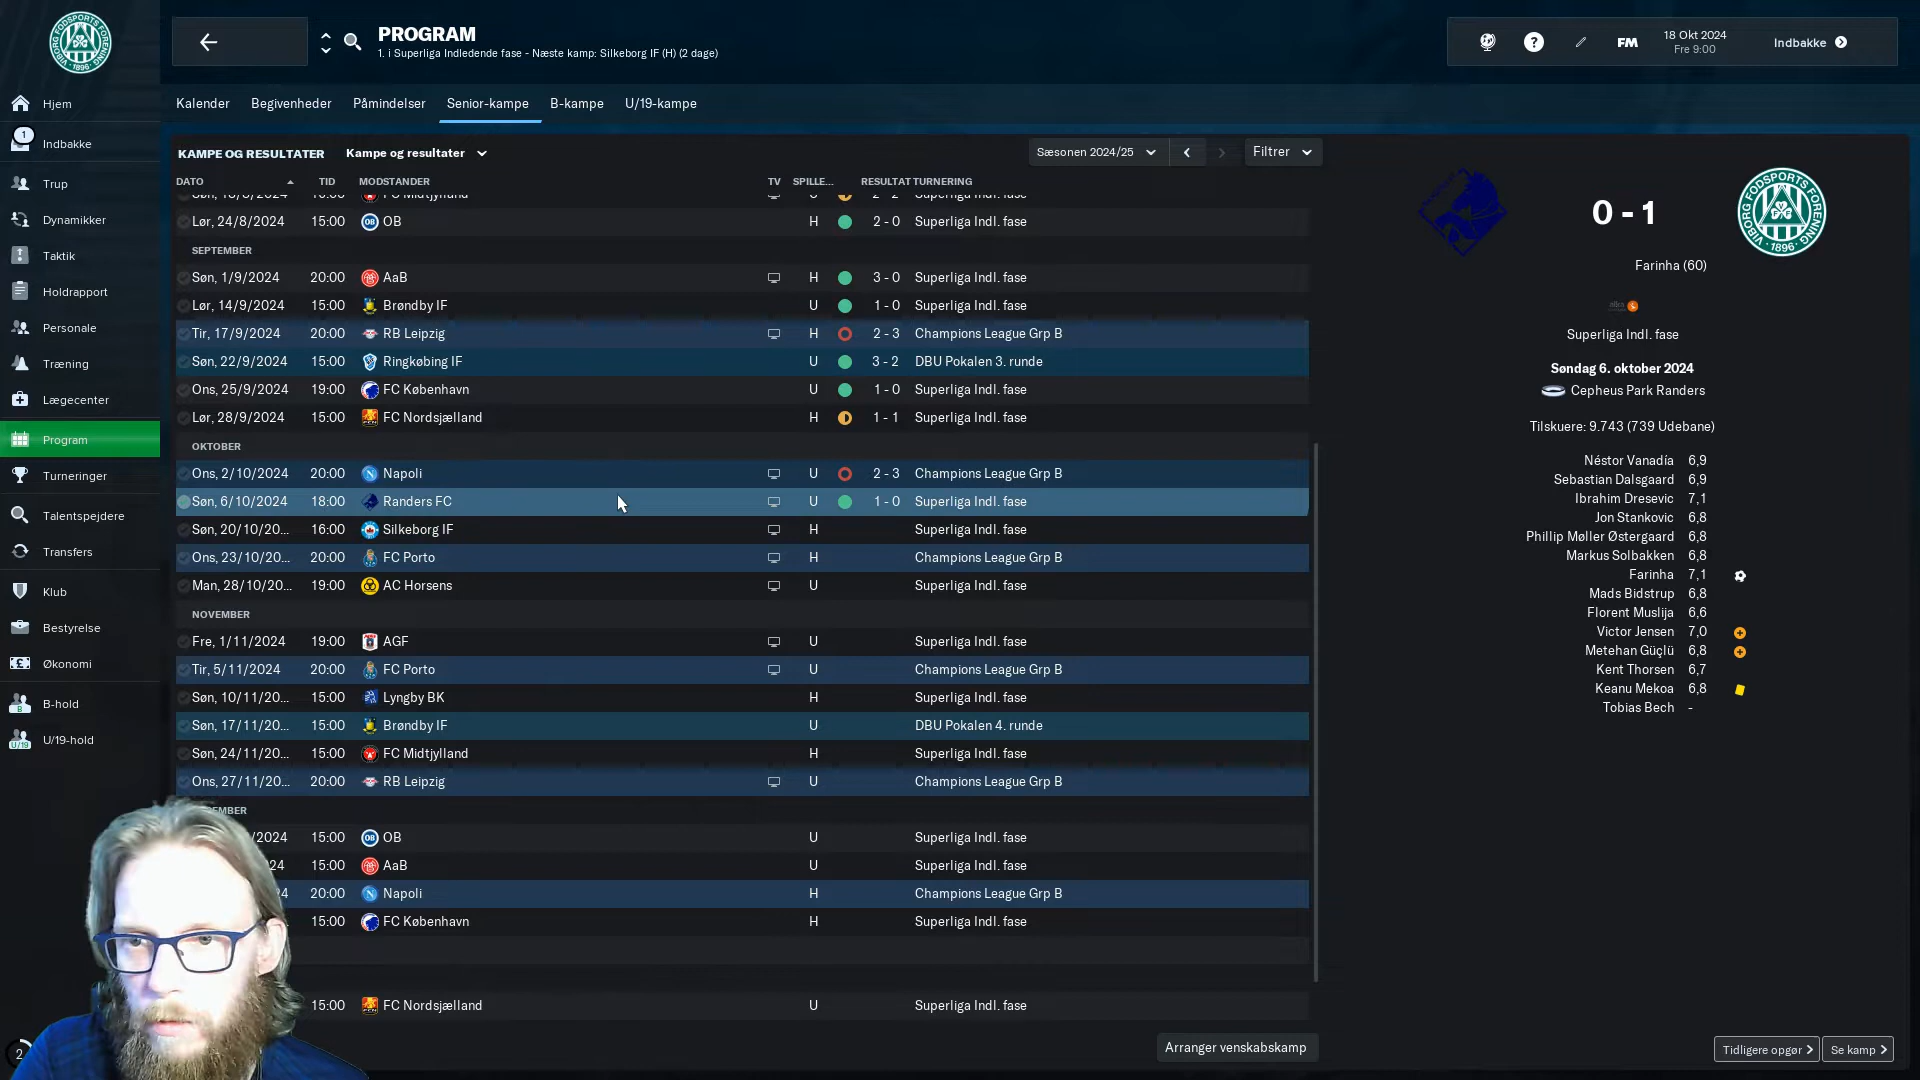 PROGRAM
1. i Superliga Indledende fase - Næste kamp: Silkeborg IF (H) (2 dage)
FM
18 Okt 2024
Fre 9:00
Indbakke
Hjem
1
Indbakke
Trup
Dynamikker
Taktik
Holdrapport
Personale
Træning
Lægecenter
Program
Turneringer
Talentspejdere
Transfers
Klub
Bestyrelse
Økonomi
B-hold
U/19-hold
Kalender Begivenheder Påmindelser Senior-kampe B-kampe U/19-kampe
KAMPE OG RESULTATER Kampe og resultater Sæsonen 2024/25 Filtrer
DATO TID MODSTANDER TV SPILLE... RESULTAT TURNERING
Lør, 24/8/2024 15:00 OB H 2 - 0 Superliga Indl. fase
SEPTEMBER
Søn, 1/9/2024 20:00 AaB H 3 - 0 Superliga Indl. fase
Lør, 14/9/2024 15:00 Brøndby IF U 1 - 0 Superliga Indl. fase
Tir, 17/9/2024 20:00 RB Leipzig H 2 - 3 Champions League Grp B
Søn, 22/9/2024 15:00 Ringkøbing IF U 3 - 2 DBU Pokalen 3. runde
Ons, 25/9/2024 19:00 FC København U 1 - 0 Superliga Indl. fase
Lør, 28/9/2024 15:00 FC Nordsjælland H 1 - 1 Superliga Indl. fase
OKTOBER
Ons, 2/10/2024 20:00 Napoli U 2 - 3 Champions League Grp B
Søn, 6/10/2024 18:00 Randers FC U 1 - 0 Superliga Indl. fase
Søn, 20/10/20... 16:00 Silkeborg IF H Superliga Indl. fase
Ons, 23/10/20... 20:00 FC Porto H Champions League Grp B
Man, 28/10/20... 19:00 AC Horsens U Superliga Indl. fase
NOVEMBER
Fre, 1/11/2024 19:00 AGF U Superliga Indl. fase
Tir, 5/11/2024 20:00 FC Porto U Champions League Grp B
Søn, 10/11/20... 15:00 Lyngby BK H Superliga Indl. fase
Søn, 17/11/20... 15:00 Brøndby IF U DBU Pokalen 4. runde
Søn, 24/11/20... 15:00 FC Midtjylland H Superliga Indl. fase
Ons, 27/11/20... 20:00 RB Leipzig U Champions League Grp B
15:00 OB U Superliga Indl. fase
15:00 AaB U Superliga Indl. fase
20:00 Napoli H Champions League Grp B
15:00 FC København H Superliga Indl. fase
15:00 FC Nordsjælland U Superliga Indl. fase
Arranger venskabskamp
0 - 1
VIBORG FODSPORTS FORENING
1896
Farinha (60)
Superliga Indl. fase
Søndag 6. oktober 2024
Cepheus Park Randers
Tilskuere: 9.743 (739 Udebane)
Néstor Vanadía 6,9
Sebastian Dalsgaard 6,9
Ibrahim Dresevic 7,1
Jon Stankovic 6,8
Phillip Møller Østergaard 6,8
Markus Solbakken 6,8
Farinha 7,1
Mads Bidstrup 6,8
Florent Muslija 6,6
Victor Jensen 7,0
Metehan Güçlü 6,8
Kent Thorsen 6,7
Keanu Mekoa 6,8
Tobias Bech -
Tidligere opgør Se kamp
2